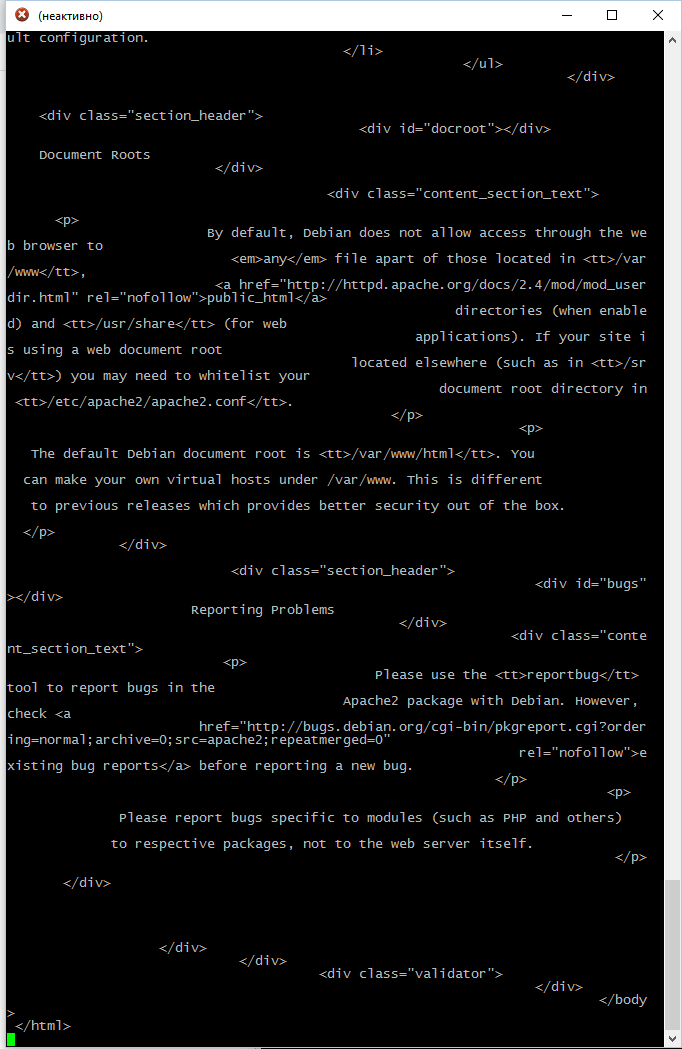 (неактивно)
ult configuration.
</li>
</ul>
</div>
<div class="section_header">
<div id="docroot"></div>
Document Roots
</div>
<div class="content_section_text">
<p>
By default, Debian does not allow access through the we
b browser to
<em>any</em> file apart of those located in <tt>/var
/www</tt>,
<a href="http://httpd.apache.org/docs/2.4/mod/mod_user
dir.html" rel="nofollow">public_html</a>
directories (when enable
d) and <tt>/usr/share</tt> (for web
applications). If your site i
s using a web document root
located elsewhere (such as in <tt>/sr
v</tt>) you may need to whitelist your
document root directory in
<tt>/etc/apache2/apache2.conf</tt>.
</p>
<p>
The default Debian document root is <tt>/var/www/html</tt>. You
can make your own virtual hosts under /var/www. This is different
to previous releases which provides better security out of the box.
</p>
</div>
<div class="section_header">
<div id="bugs"
></div>
Reporting Problems
</div>
<div class="conte
nt_section_text">
<p>
Please use the <tt>reportbug</tt>
tool to report bugs in the
Apache2 package with Debian. However,
check <a
href="http://bugs.debian.org/cgi-bin/pkgreport.cgi?order
ing=normal;archive=0;src=apache2;repeatmerged=0"
rel="nofollow">e
xisting bug reports</a> before reporting a new bug.
</p>
<p>
Please report bugs specific to modules (such as PHP and others)
to respective packages, not to the web server itself.
</p>
</div>
</div>
</div>
<div class="validator">
</div>
</body
>
</html>